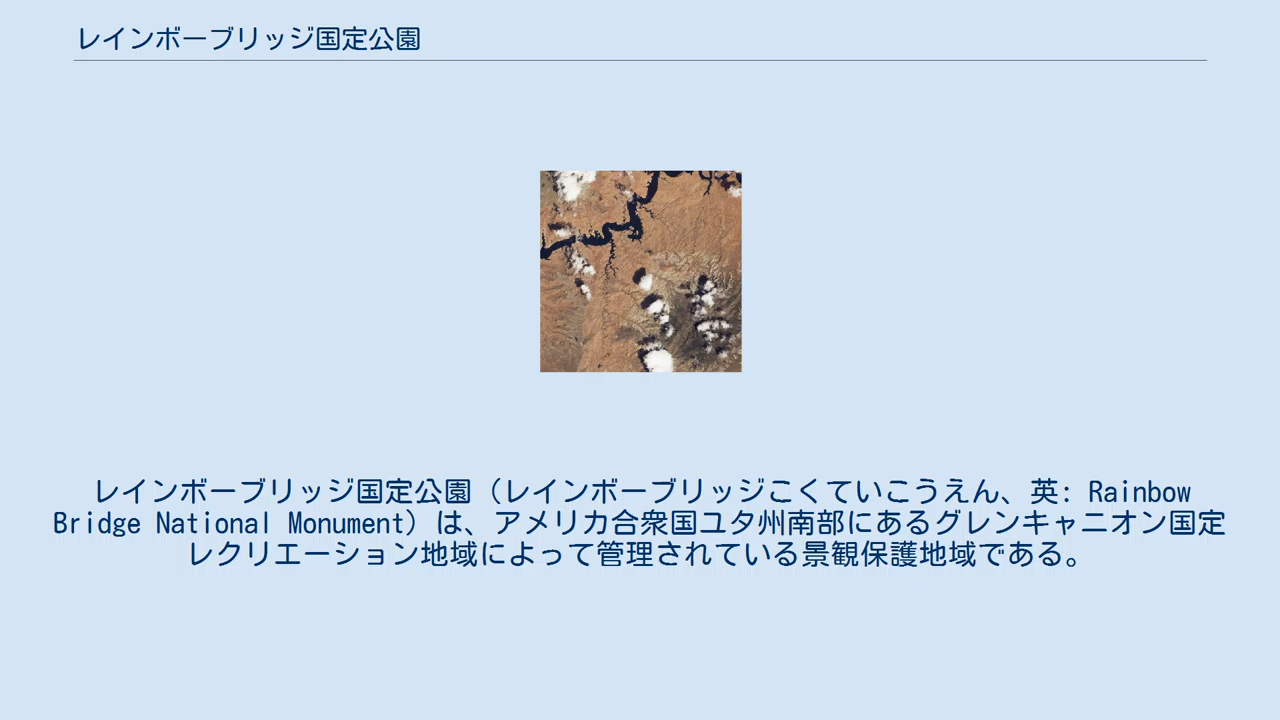 レインボーブリッジ国定公園
レインボーブリッジ国定公園（レインボーブリッジこくていこうえん、英: Rainbow
Bridge National Monument）は、アメリカ合衆国ユタ州南部にあるグレンキャニオン国定
レクリエーション地域によって管理されている景観保護地域である。